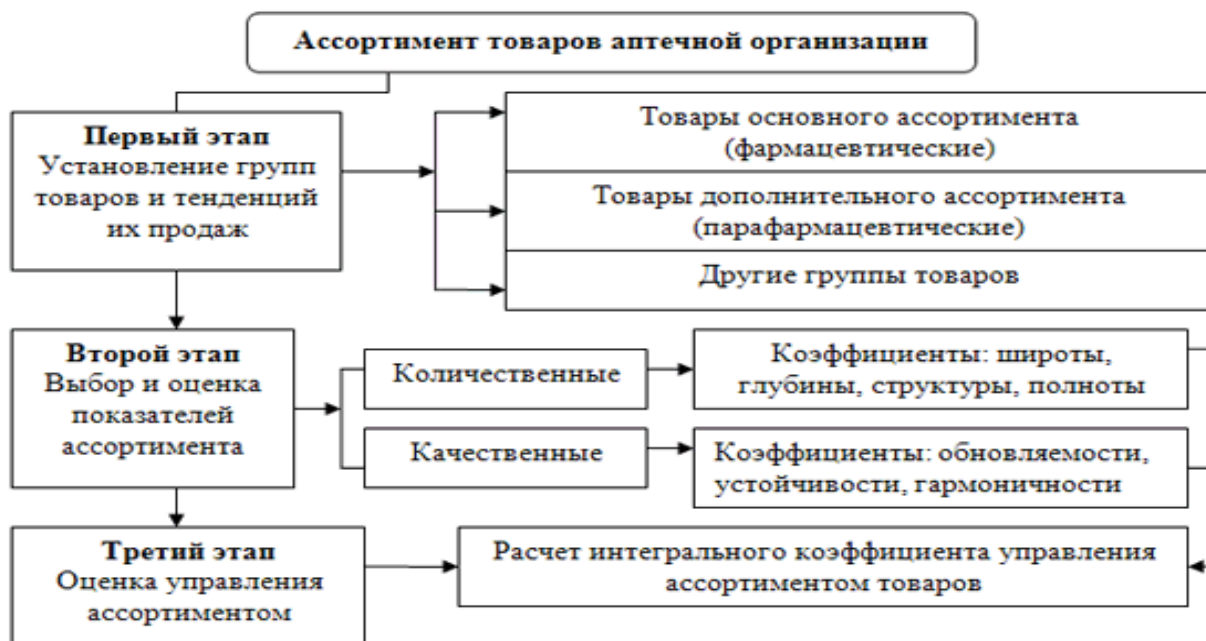 Ассортимент товаров аптечной организации
Первый этап
Установление групп
товаров и тенденций
их продаж
Товары основного ассортимента
(фармацевтические)
Товары дополнительного ассортимента
(парафармацевтические)
Другие группы товаров
Второй этап
Выбор и оценка
показателей
ассортимента
Количественные
Коэффициенты: широты,
глубины, структуры, полноты
Качественные
Коэффициенты: обновляемости,
устойчивости, гармоничности
Третий этап
Оценка управления
ассортиментом
Расчет интегрального коэффициента управления
ассортиментом товаров